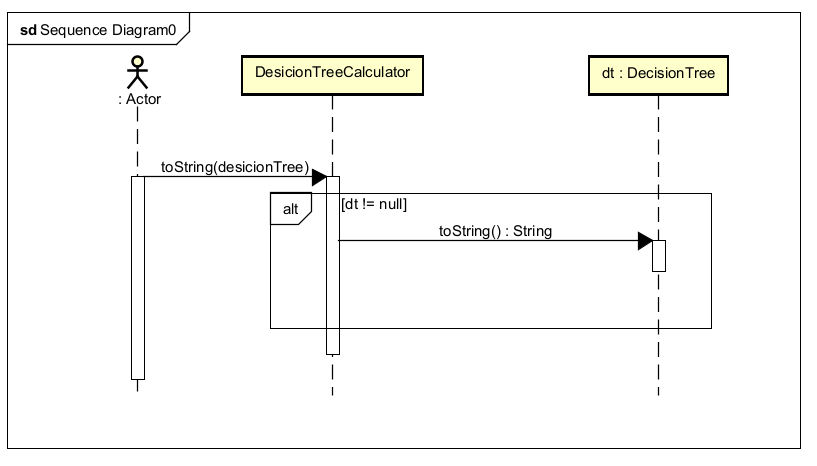 sd Sequence Diagram0
: Actor
DesicionTreeCalculator
dt : DecisionTree
toString(desicionTree)
alt
[dt != null]
toString() : String